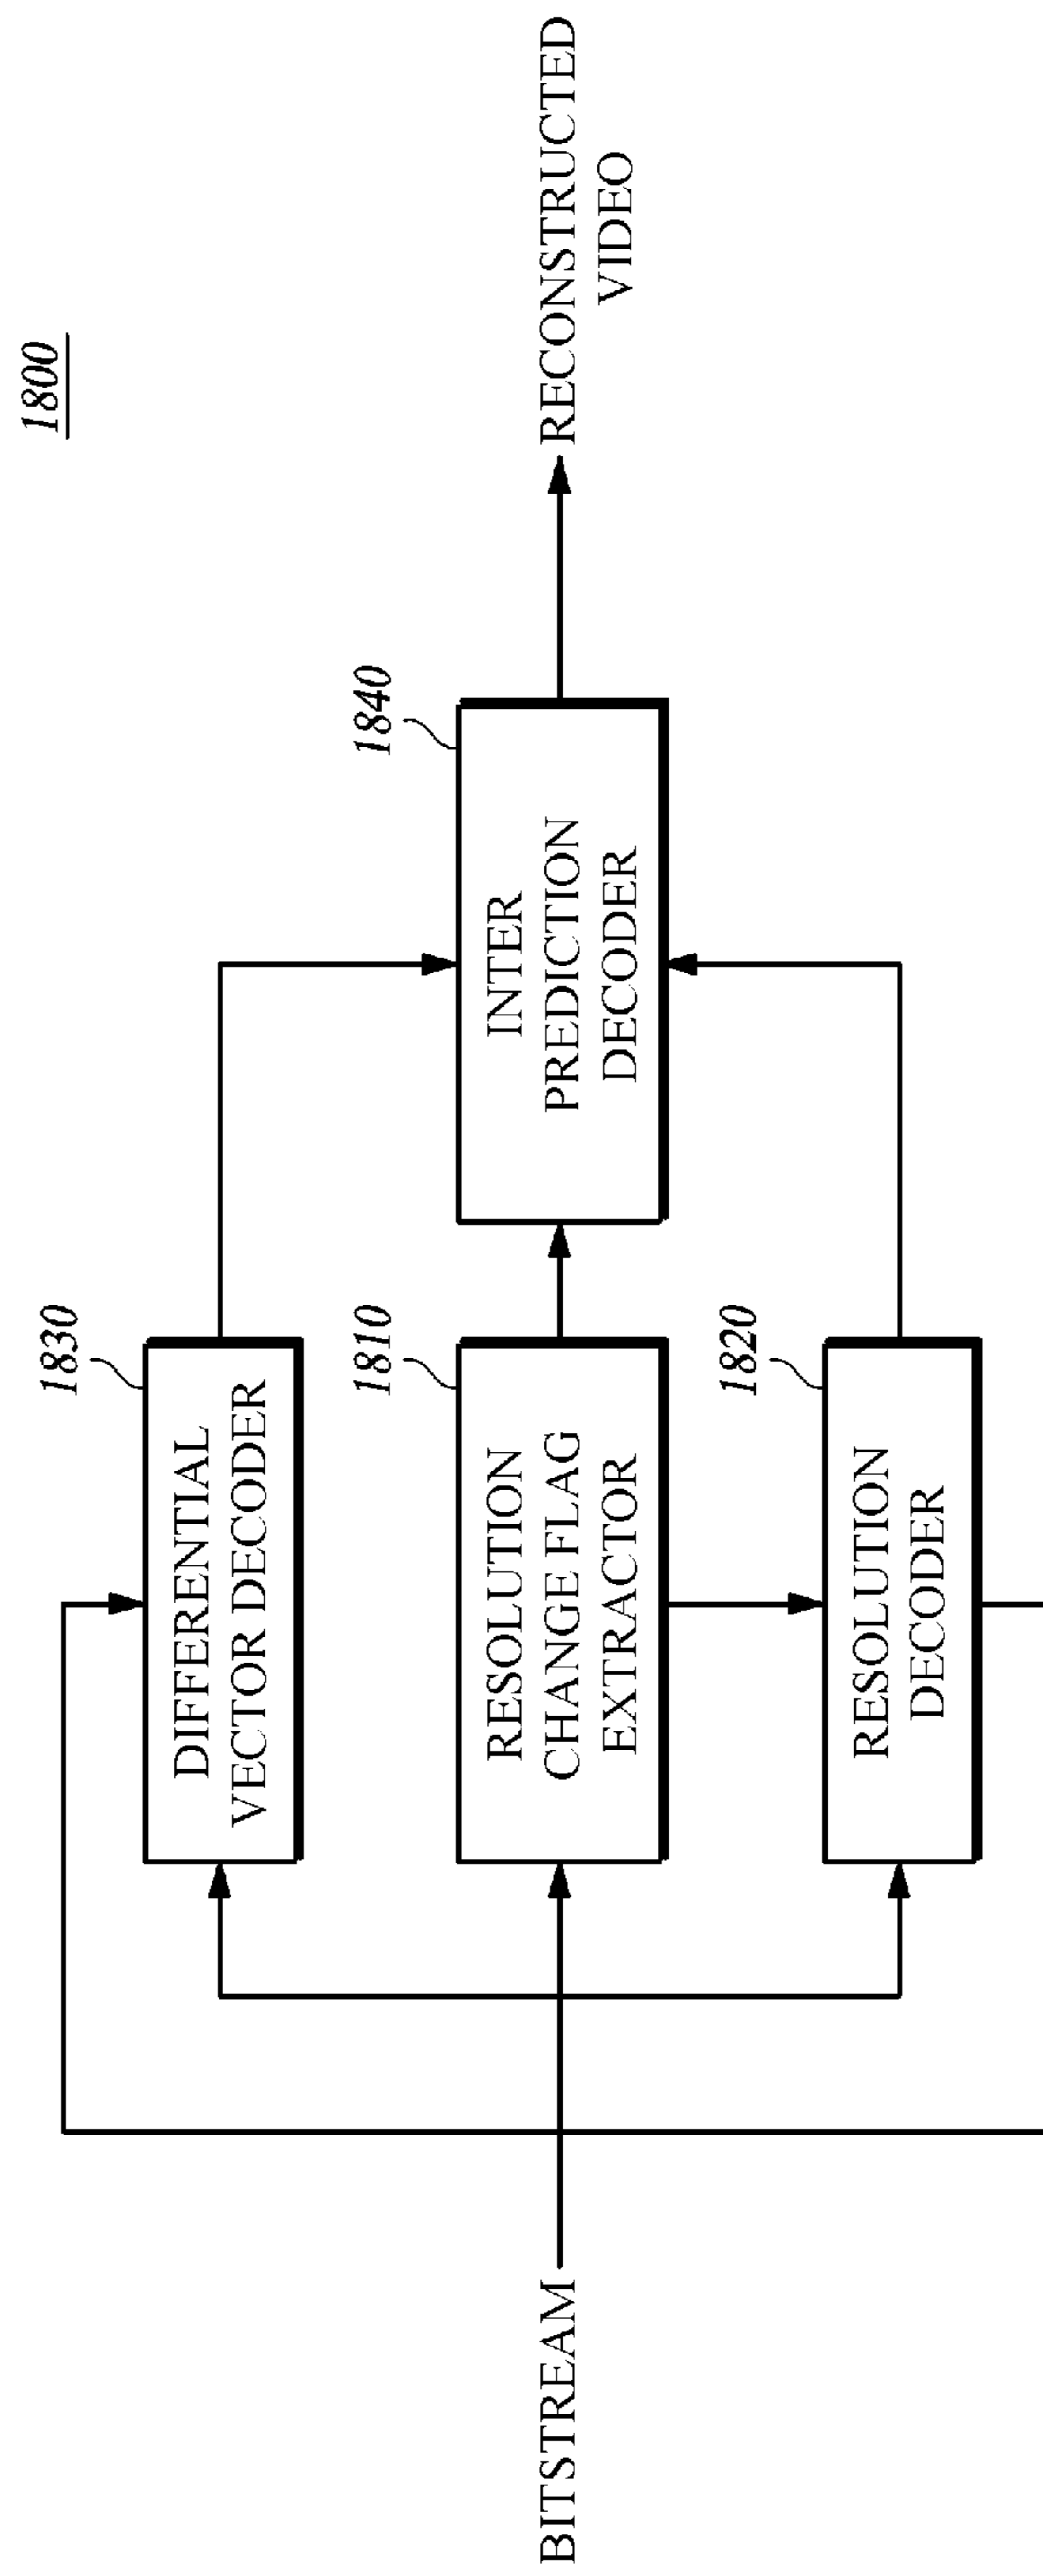 1800
1830
DIFFERENTIAL
VECTOR DECODER
1810
RESOLUTION
CHANGE FLAG
EXTRACTOR
1820
RESOLUTION
DECODER
1840
INTER
PREDICTION
DECODER
BITSTREAM
RECONSTRUCTED
VIDEO